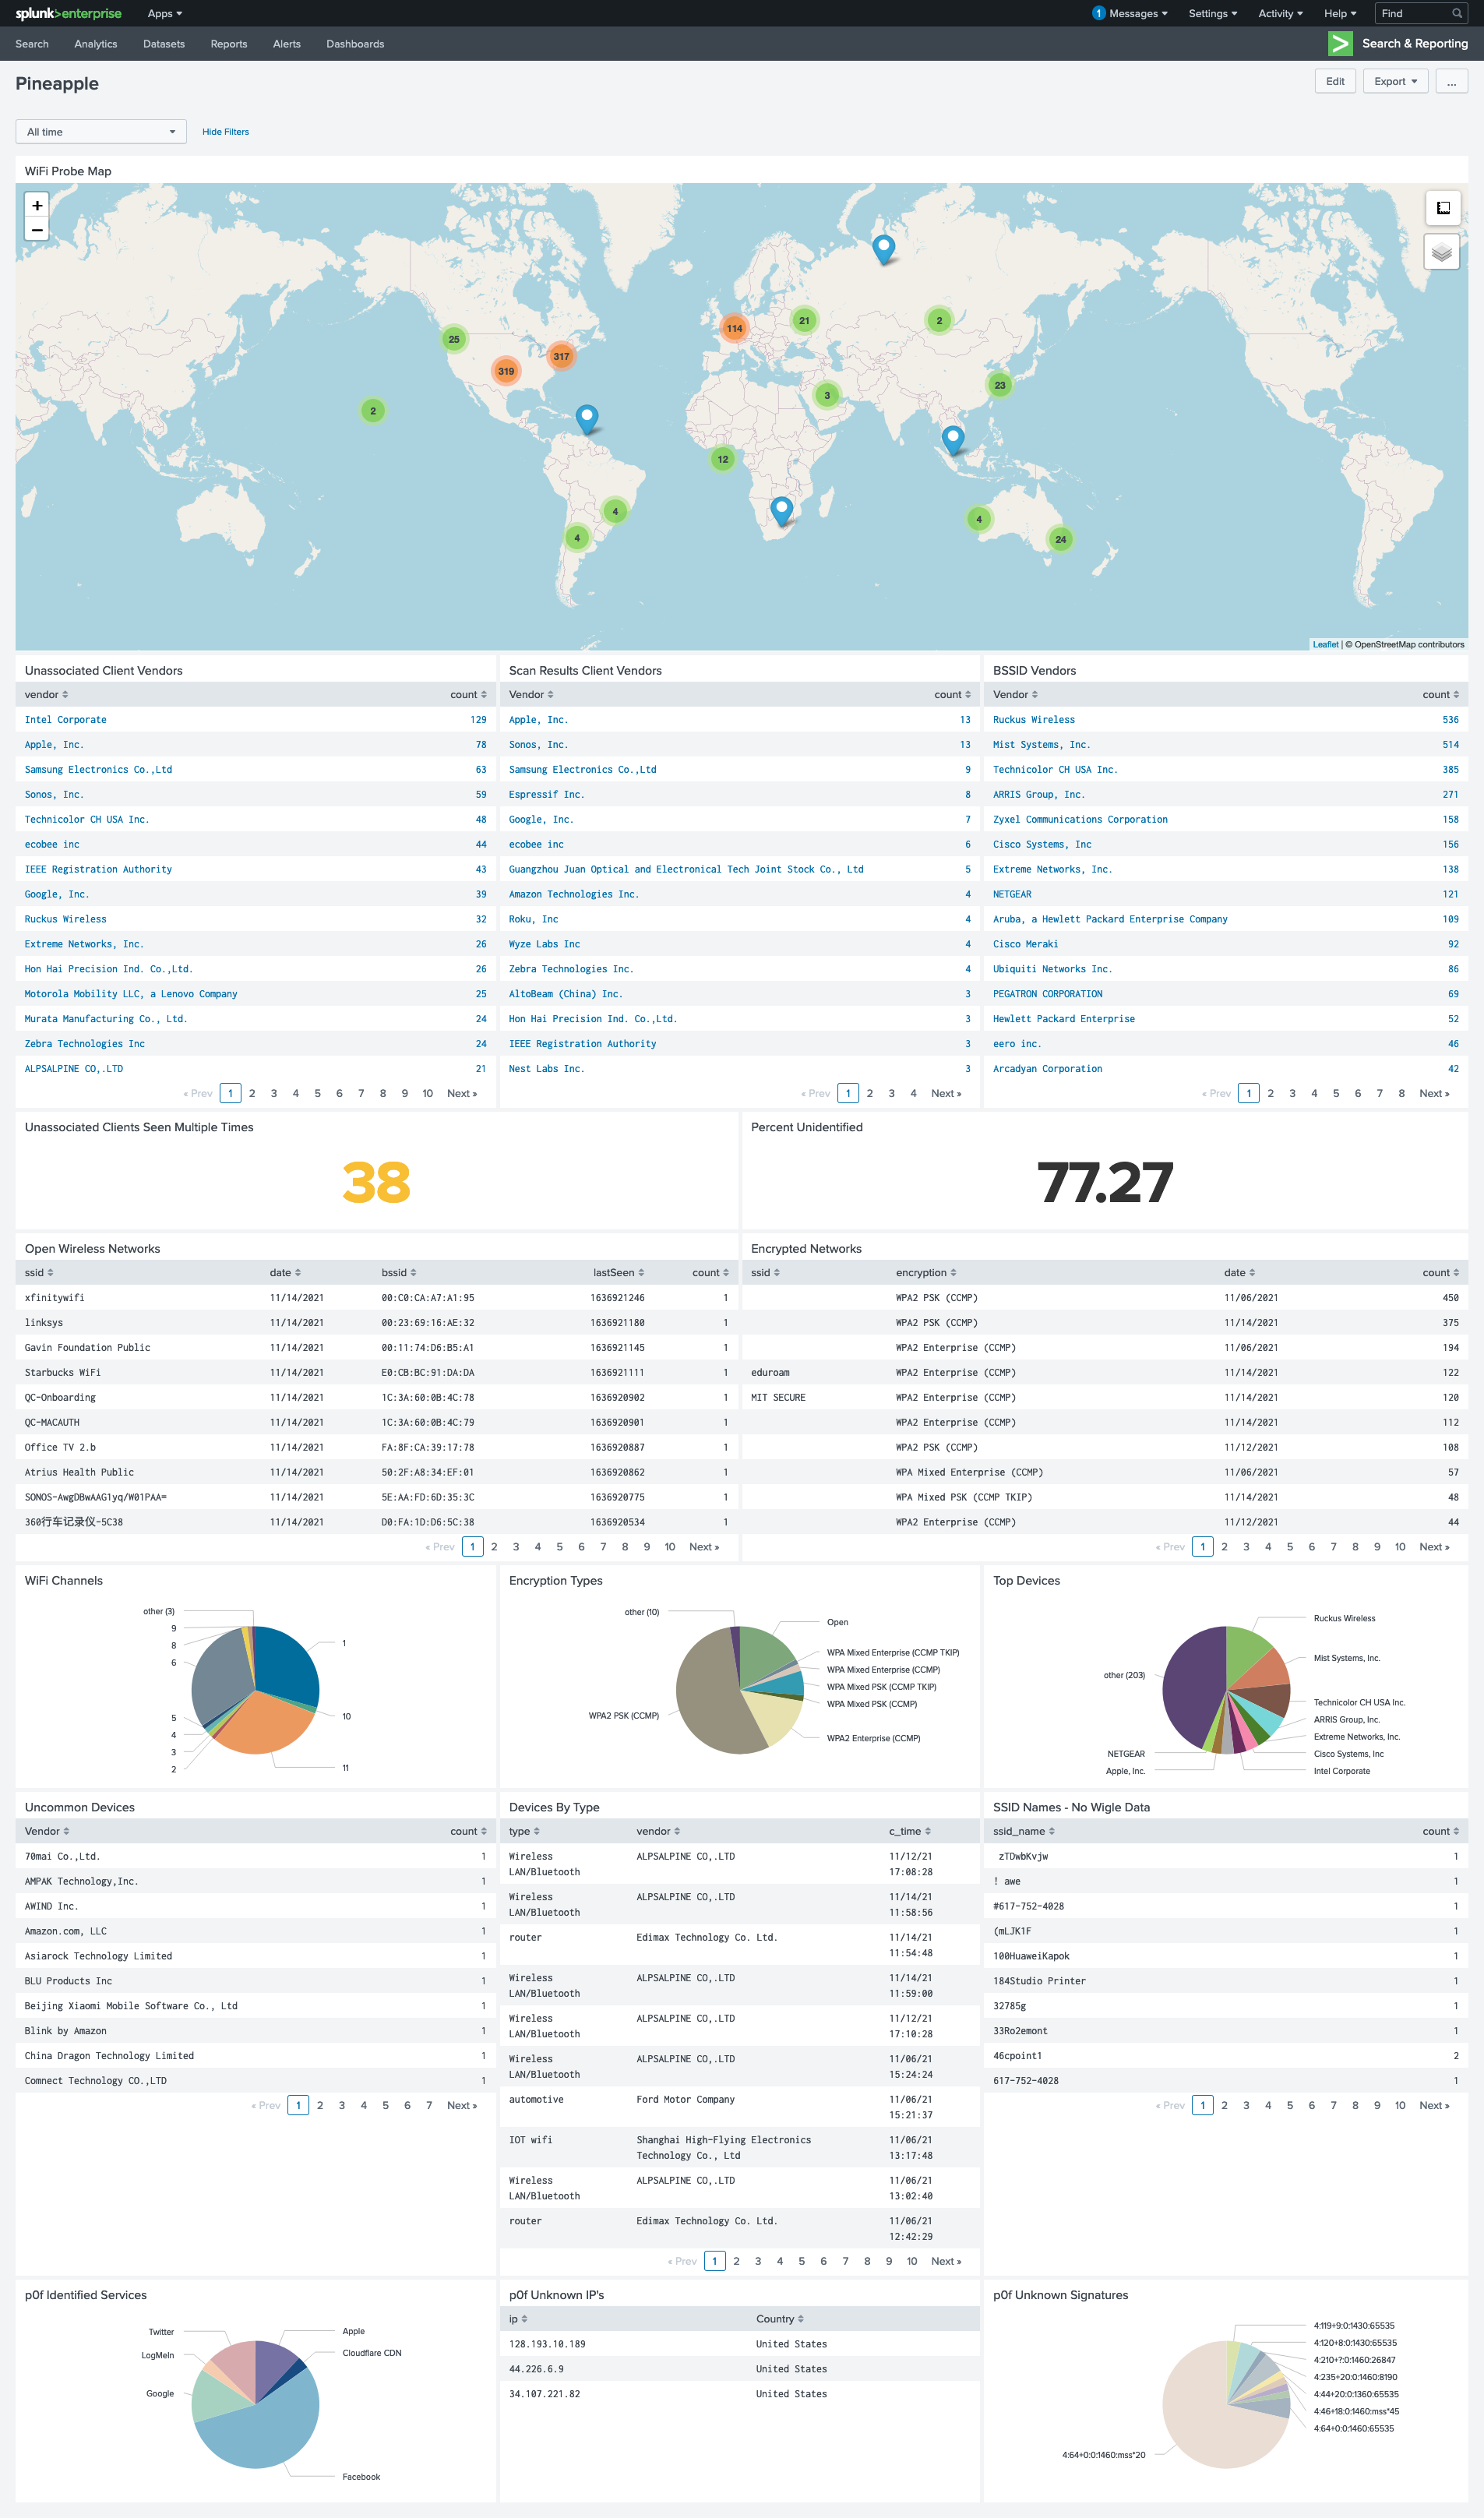 splunk>enterprise Apps 1 Messages Settings Activity Help Find
Search Analytics Datasets Reports Alerts Dashboards Search & Reporting
Pineapple Edit Export ...
All time Hide Filters
WiFi Probe Map
+
−
21
2
114
25
317
319
23
3
2
12
4
4
4
24
Leaflet | © OpenStreetMap contributors
Unassociated Client Vendors
vendor count
Intel Corporate 129
Apple, Inc. 78
Samsung Electronics Co.,Ltd 63
Sonos, Inc. 59
Technicolor CH USA Inc. 48
ecobee inc 44
IEEE Registration Authority 43
Google, Inc. 39
Ruckus Wireless 32
Extreme Networks, Inc. 26
Hon Hai Precision Ind. Co.,Ltd. 26
Motorola Mobility LLC, a Lenovo Company 25
Murata Manufacturing Co., Ltd. 24
Zebra Technologies Inc 24
ALPSALPINE CO,.LTD 21
« Prev 1 2 3 4 5 6 7 8 9 10 Next »
Scan Results Client Vendors
Vendor count
Apple, Inc. 13
Sonos, Inc. 13
Samsung Electronics Co.,Ltd 9
Espressif Inc. 8
Google, Inc. 7
ecobee inc 6
Guangzhou Juan Optical and Electronical Tech Joint Stock Co., Ltd 5
Amazon Technologies Inc. 4
Roku, Inc 4
Wyze Labs Inc 4
Zebra Technologies Inc. 4
AltoBeam (China) Inc. 3
Hon Hai Precision Ind. Co.,Ltd. 3
IEEE Registration Authority 3
Nest Labs Inc. 3
« Prev 1 2 3 4 Next »
BSSID Vendors
Vendor count
Ruckus Wireless 536
Mist Systems, Inc. 514
Technicolor CH USA Inc. 385
ARRIS Group, Inc. 271
Zyxel Communications Corporation 158
Cisco Systems, Inc 156
Extreme Networks, Inc. 138
NETGEAR 121
Aruba, a Hewlett Packard Enterprise Company 109
Cisco Meraki 92
Ubiquiti Networks Inc. 86
PEGATRON CORPORATION 69
Hewlett Packard Enterprise 52
eero inc. 46
Arcadyan Corporation 42
« Prev 1 2 3 4 5 6 7 8 Next »
Unassociated Clients Seen Multiple Times
38
Percent Unidentified
77.27
Open Wireless Networks
ssid date bssid lastSeen count
xfinitywifi 11/14/2021 00:C0:CA:A7:A1:95 1636921246 1
linksys 11/14/2021 00:23:69:16:AE:32 1636921180 1
Gavin Foundation Public 11/14/2021 00:11:74:D6:B5:A1 1636921145 1
Starbucks WiFi 11/14/2021 E0:CB:BC:91:DA:DA 1636921111 1
QC-Onboarding 11/14/2021 1C:3A:60:0B:4C:78 1636920902 1
QC-MACAUTH 11/14/2021 1C:3A:60:0B:4C:79 1636920901 1
Office TV 2.b 11/14/2021 FA:8F:CA:39:17:78 1636920887 1
Atrius Health Public 11/14/2021 50:2F:A8:34:EF:01 1636920862 1
SONOS-AwgDBwAAG1yq/W01PAA= 11/14/2021 5E:AA:FD:6D:35:3C 1636920775 1
360行车记录仪-5C38 11/14/2021 D0:FA:1D:D6:5C:38 1636920534 1
« Prev 1 2 3 4 5 6 7 8 9 10 Next »
Encrypted Networks
ssid encryption date count
WPA2 PSK (CCMP) 11/06/2021 450
WPA2 PSK (CCMP) 11/14/2021 375
WPA2 Enterprise (CCMP) 11/06/2021 194
eduroam WPA2 Enterprise (CCMP) 11/14/2021 122
MIT SECURE WPA2 Enterprise (CCMP) 11/14/2021 120
WPA2 Enterprise (CCMP) 11/14/2021 112
WPA2 PSK (CCMP) 11/12/2021 108
WPA Mixed Enterprise (CCMP) 11/06/2021 57
WPA Mixed PSK (CCMP TKIP) 11/14/2021 48
WPA2 Enterprise (CCMP) 11/12/2021 44
« Prev 1 2 3 4 5 6 7 8 9 10 Next »
WiFi Channels
other (3)
9
8
6
5
4
3
2
1
10
11
Encryption Types
other (10)
WPA2 PSK (CCMP)
Open
WPA Mixed Enterprise (CCMP TKIP)
WPA Mixed Enterprise (CCMP)
WPA Mixed PSK (CCMP TKIP)
WPA Mixed PSK (CCMP)
WPA2 Enterprise (CCMP)
Top Devices
other (203)
NETGEAR
Apple, Inc.
Ruckus Wireless
Mist Systems, Inc.
Technicolor CH USA Inc.
ARRIS Group, Inc.
Extreme Networks, Inc.
Cisco Systems, Inc
Intel Corporate
Uncommon Devices
Vendor count
70mai Co.,Ltd. 1
AMPAK Technology,Inc. 1
AWIND Inc. 1
Amazon.com, LLC 1
Asiarock Technology Limited 1
BLU Products Inc 1
Beijing Xiaomi Mobile Software Co., Ltd 1
Blink by Amazon 1
China Dragon Technology Limited 1
Comnect Technology CO.,LTD 1
« Prev 1 2 3 4 5 6 7 Next »
Devices By Type
type vendor c_time
Wireless ALPSALPINE CO,.LTD 11/12/21
LAN/Bluetooth 17:08:28
Wireless ALPSALPINE CO,.LTD 11/14/21
LAN/Bluetooth 11:58:56
router Edimax Technology Co. Ltd. 11/14/21
11:54:48
Wireless ALPSALPINE CO,.LTD 11/14/21
LAN/Bluetooth 11:59:00
Wireless ALPSALPINE CO,.LTD 11/12/21
LAN/Bluetooth 17:10:28
Wireless ALPSALPINE CO,.LTD 11/06/21
LAN/Bluetooth 15:24:24
automotive Ford Motor Company 11/06/21
15:21:37
IOT wifi Shanghai High-Flying Electronics 11/06/21
Technology Co., Ltd 13:17:48
Wireless ALPSALPINE CO,.LTD 11/06/21
LAN/Bluetooth 13:02:40
router Edimax Technology Co. Ltd. 11/06/21
12:42:29
« Prev 1 2 3 4 5 6 7 8 9 10 Next »
SSID Names - No Wigle Data
ssid_name count
zTDwbKvjw 1
! awe 1
#617-752-4028 1
(mLJK1F 1
100HuaweiKapok 1
184Studio Printer 1
32785g 1
33Ro2emont 1
46cpoint1 2
617-752-4028 1
« Prev 1 2 3 4 5 6 7 8 9 10 Next »
p0f Identified Services
Twitter
LogMeIn
Google
Apple
Cloudflare CDN
Facebook
p0f Unknown IP's
ip Country
128.193.10.189 United States
44.226.6.9 United States
34.107.221.82 United States
p0f Unknown Signatures
4:119+9:0:1430:65535
4:120+8:0:1430:65535
4:210+?:0:1460:26847
4:235+20:0:1460:8190
4:44+20:0:1360:65535
4:46+18:0:1460:mss*45
4:64+0:0:1460:65535
4:64+0:0:1460:mss*20